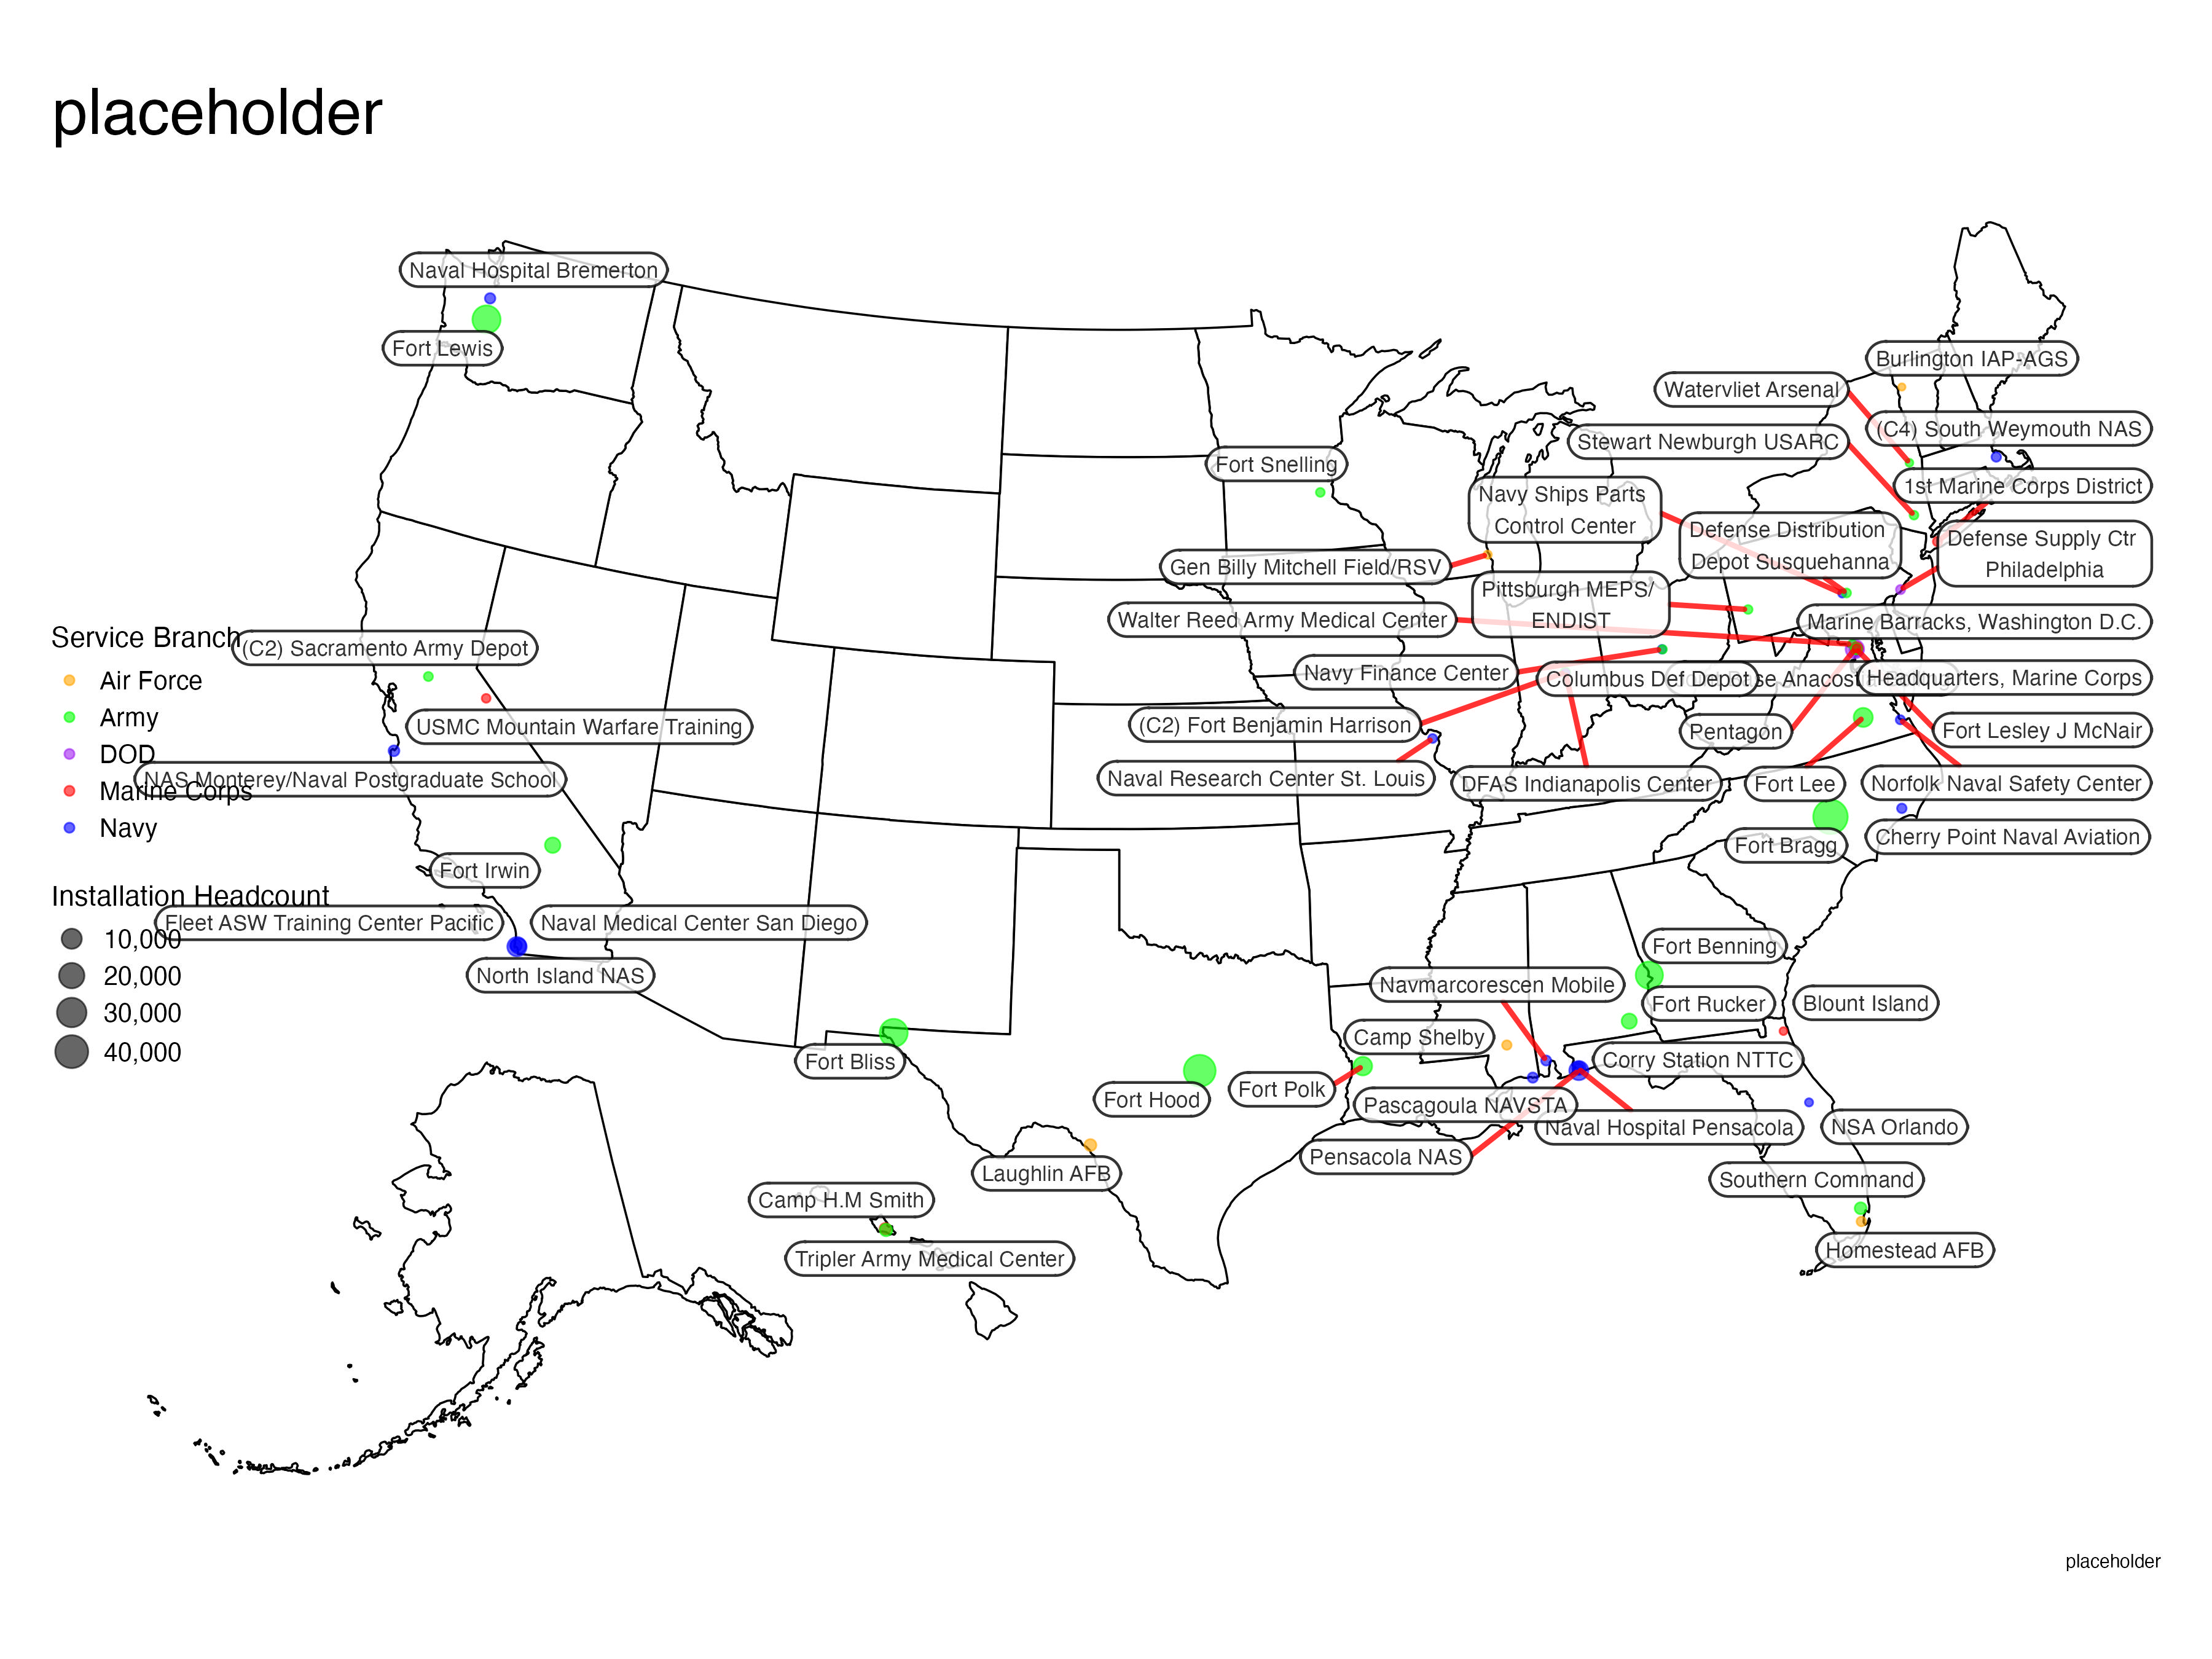 placeholder
Naval Hospital Bremerton
Fort Lewis
Burlington IAP-AGS
Watervliet Arsenal
(C4) South Weymouth NAS
Stewart Newburgh USARC
Fort Snelling
1st Marine Corps District
Navy Ships Parts
Control Center
Defense Distribution
Depot Susquehanna
Defense Supply Ctr
Philadelphia
Gen Billy Mitchell Field/RSV
Pittsburgh MEPS/
ENDIST
Walter Reed Army Medical Center
Marine Barracks, Washington D.C.
Service Branch
Air Force
Army
DOD
Marine Corps
Navy
(C2) Sacramento Army Depot
USMC Mountain Warfare Training
NAS Monterey/Naval Postgraduate School
Navy Finance Center
Columbus Def Depot
Anacost
Headquarters, Marine Corps
(C2) Fort Benjamin Harrison
Pentagon
Fort Lesley J McNair
Naval Research Center St. Louis
DFAS Indianapolis Center
Fort Lee
Norfolk Naval Safety Center
Fort Bragg
Cherry Point Naval Aviation
Fort Irwin
Installation Headcount
10,000
20,000
30,000
40,000
Fleet ASW Training Center Pacific
Naval Medical Center San Diego
North Island NAS
Fort Benning
Navmarcorescen Mobile
Fort Rucker
Blount Island
Camp Shelby
Corry Station NTTC
Fort Bliss
Fort Hood
Fort Polk
Pascagoula NAVSTA
Naval Hospital Pensacola
NSA Orlando
Pensacola NAS
Laughlin AFB
Southern Command
Camp H.M Smith
Tripler Army Medical Center
Homestead AFB
placeholder